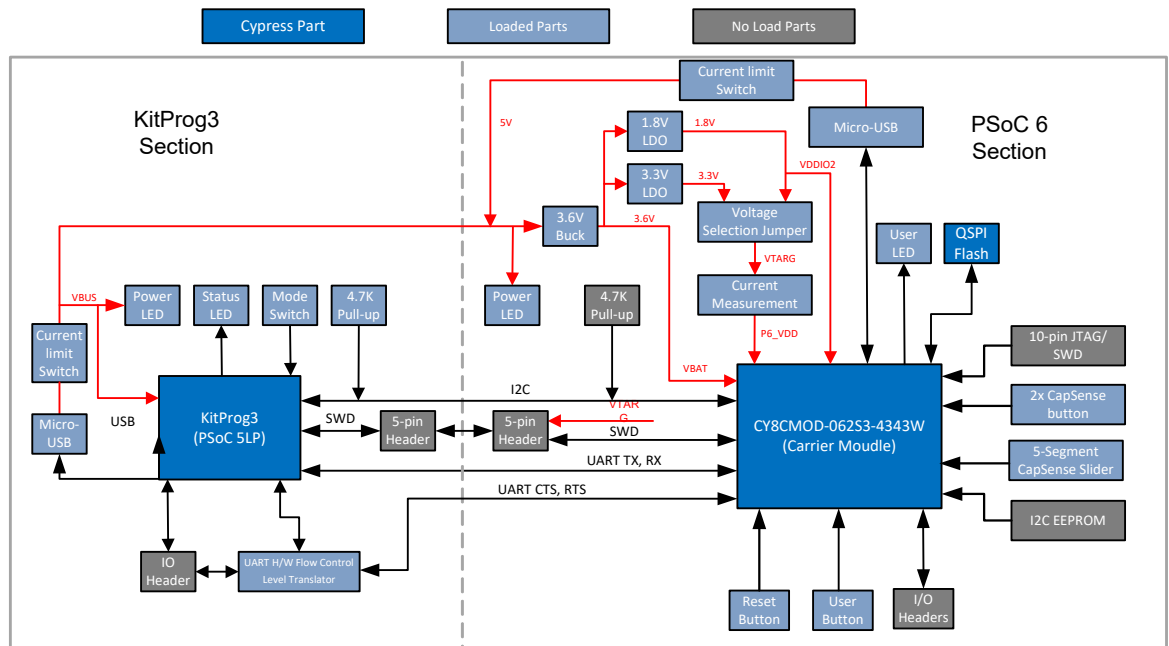 Cypress Part
Loaded Parts
No Load Parts
KitProg3
Section
PSoC 6
Section
Current limit
Switch
5V
1.8V
LDO
1.8V
Micro-USB
VDDIO2
3.3V
LDO
3.3V
3.6V
Buck
3.6V
Voltage
Selection Jumper
User
LED
QSPI
Flash
VTARG
Current
Measurement
P6_VDD
VBUS
Power
LED
Status
LED
Mode
Switch
4.7K
Pull-up
Power
LED
4.7K
Pull-up
Current
limit
Switch
VBAT
10-pin JTAG/
SWD
I2C
2x CapSense
button
USB
KitProg3
(PSoC 5LP)
Micro-
USB
SWD
5-pin
Header
5-pin
Header
VTAR
G
SWD
CY8CMOD-062S3-4343W
(Carrier Moudle)
5-Segment
CapSense Slider
UART TX, RX
UART CTS, RTS
I2C EEPROM
IO
Header
UART H/W Flow Control
Level Translator
Reset
Button
User
Button
I/O
Headers